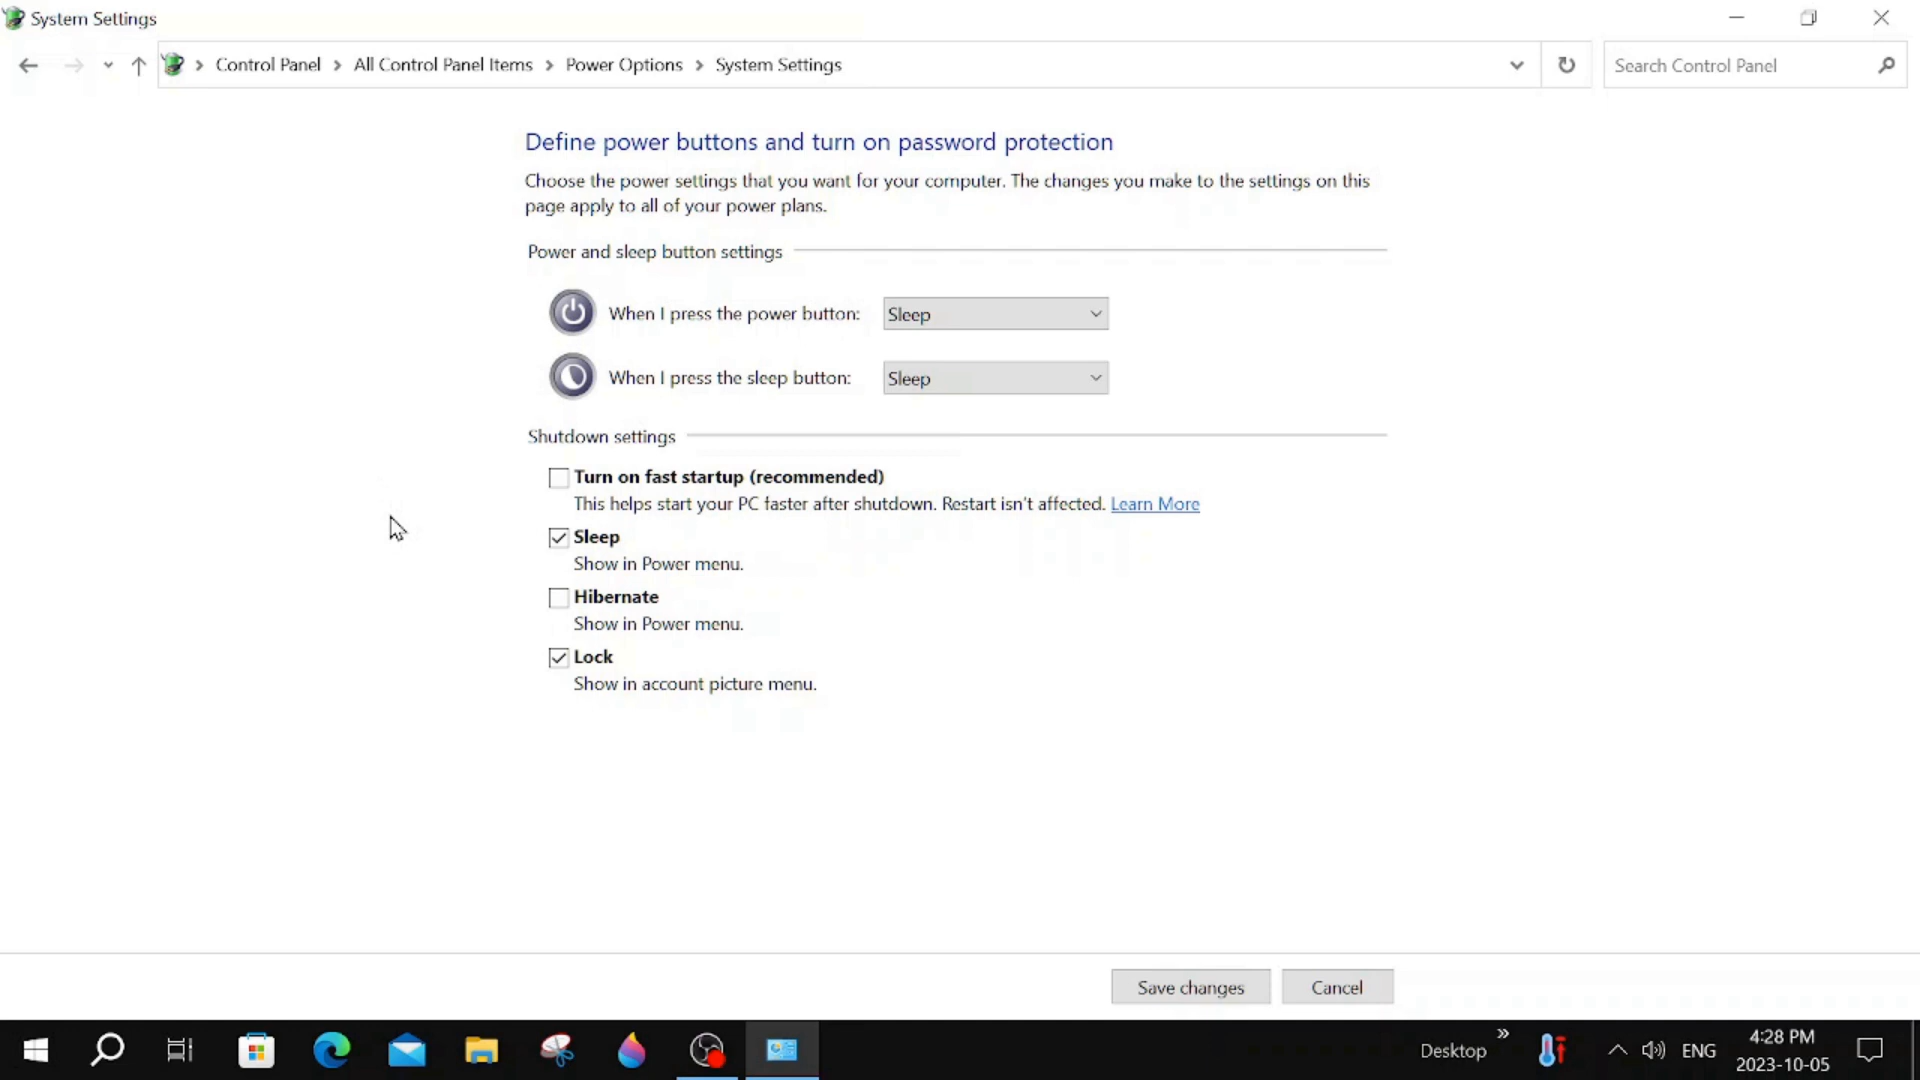 System Settings
Control Panel > All Control Panel Items > Power Options > System Settings
Search Control Panel
Define power buttons and turn on password protection
Choose the power settings that you want for your computer. The changes you make to the settings on this
page apply to all of your power plans.
Power and sleep button settings
When I press the power button: Sleep
When I press the sleep button: Sleep
Shutdown settings
Turn on fast startup (recommended)
This helps start your PC faster after shutdown. Restart isn't affected. Learn More
Sleep
Show in Power menu.
Hibernate
Show in Power menu.
Lock
Show in account picture menu.
Save changes Cancel
Desktop » ENG 4:28 PM
2023-10-05